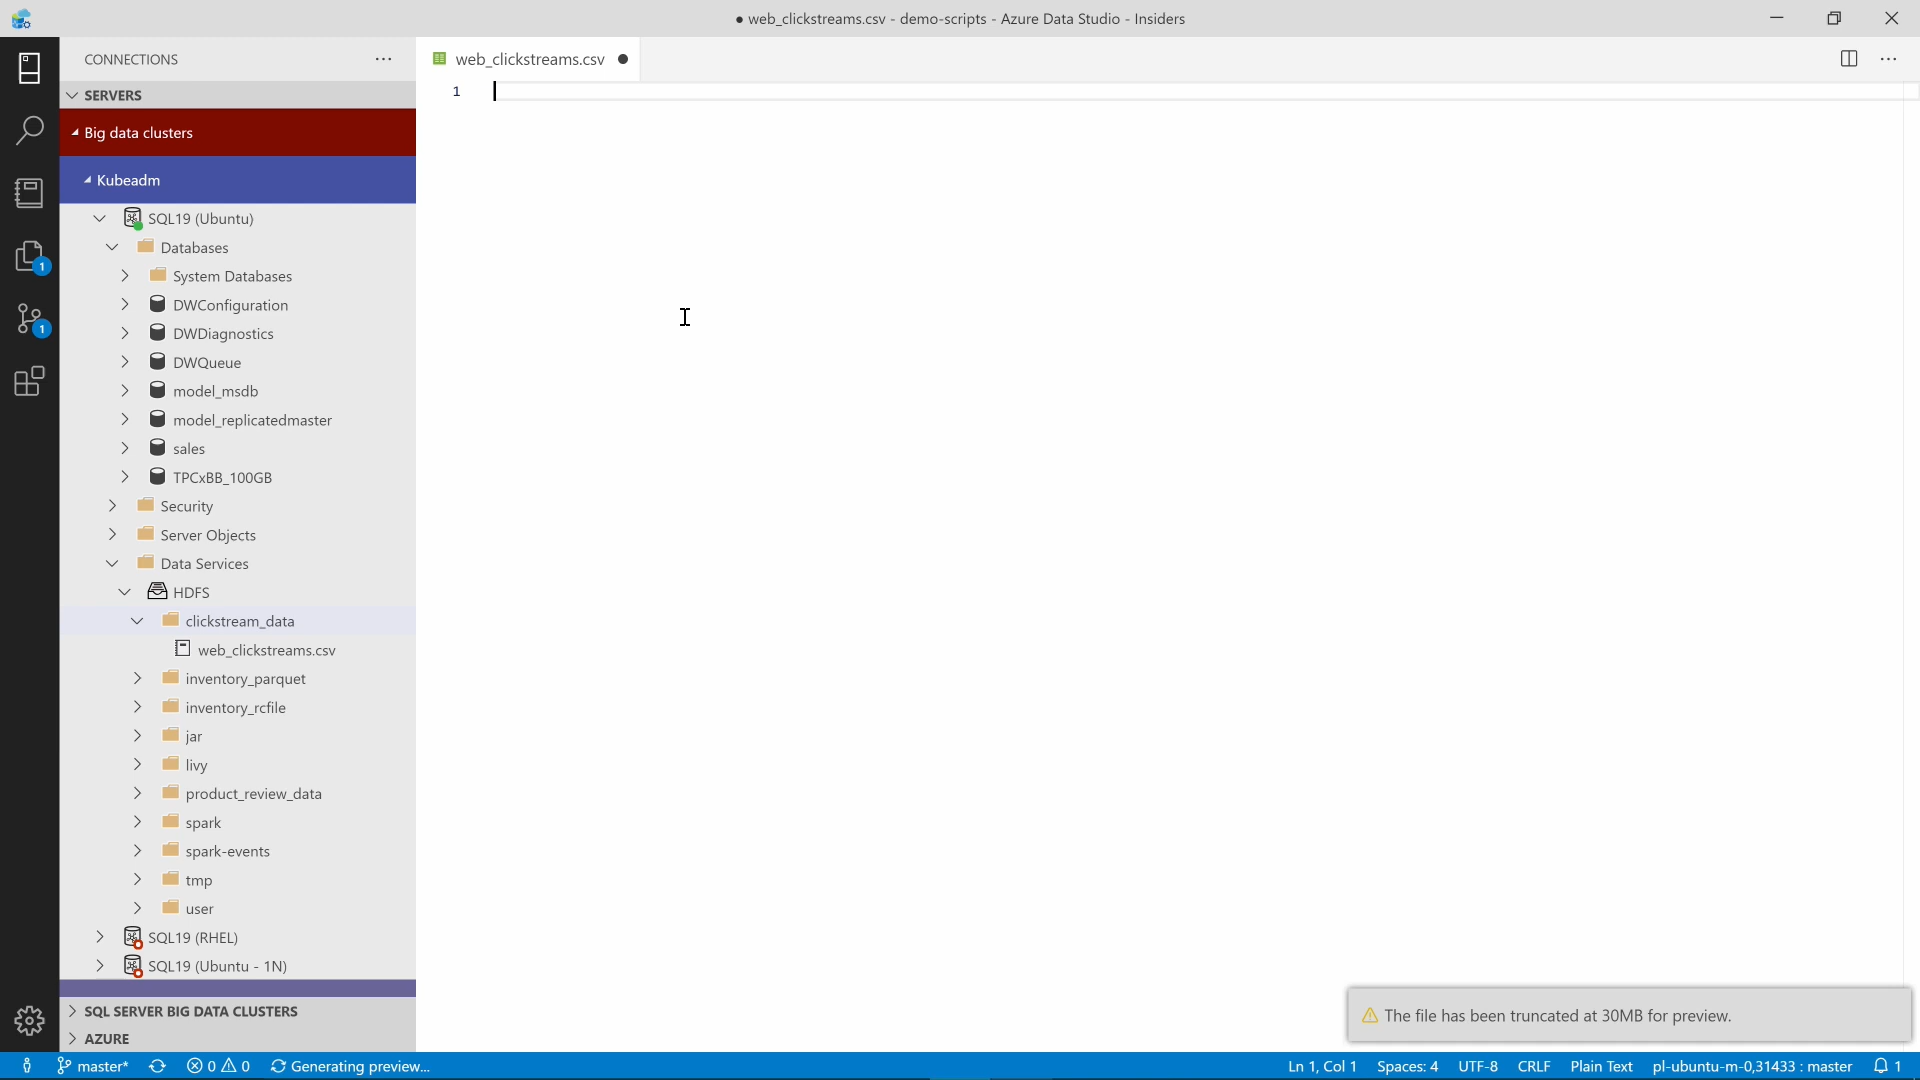 ● web_clickstreams.csv - demo-scripts - Azure Data Studio - Insiders
CONNECTIONS
web_clickstreams.csv
SERVERS
1
Big data clusters
Kubeadm
SQL19 (Ubuntu)
Databases
System Databases
DWConfiguration
DWDiagnostics
DWQueue
model_msdb
model_replicatedmaster
sales
TPCxBB_100GB
Security
Server Objects
Data Services
HDFS
clickstream_data
web_clickstreams.csv
inventory_parquet
inventory_rcfile
jar
livy
product_review_data
spark
spark-events
tmp
user
SQL19 (RHEL)
SQL19 (Ubuntu - 1N)
SQL SERVER BIG DATA CLUSTERS
AZURE
1
1
The file has been truncated at 30MB for preview.
master* 0 0 Generating preview... Ln 1, Col 1 Spaces: 4 UTF-8 CRLF Plain Text pl-ubuntu-m-0,31433 : master 1